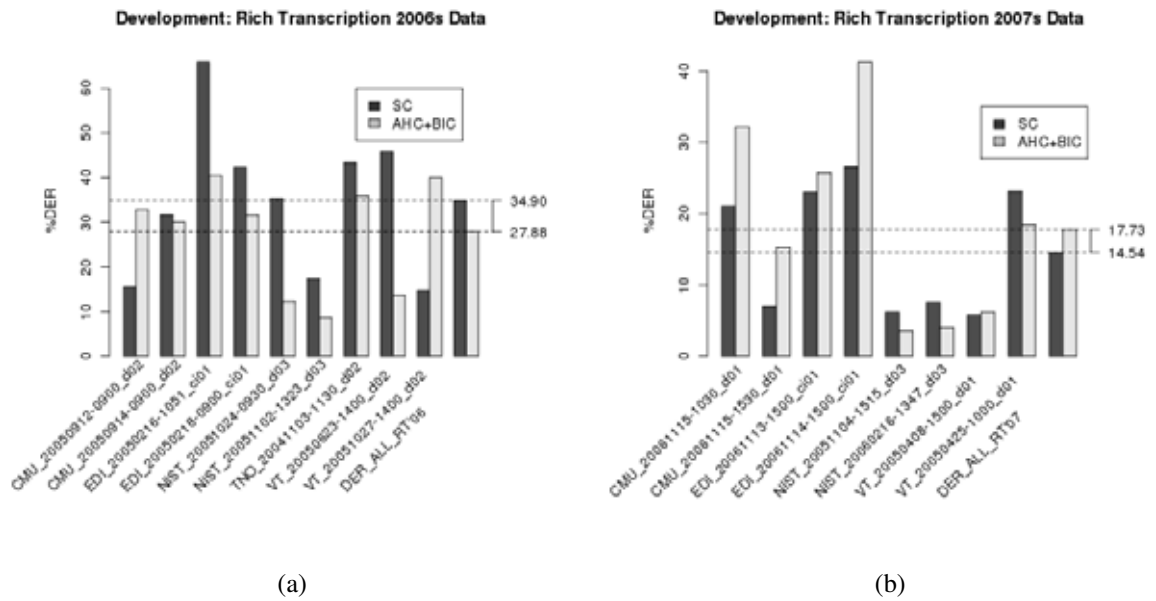 Development: Rich Transcription 2006s Data
%DER
0
10
20
30
40
50
60
SC
AHC+BIC
34.90
27.88
CMU_20050912-0900_d02
CMU_20050914-0900_d02
EDI_20050216-1051_ci01
EDI_20050218-0900_ci01
NIST_20051024-0930_d03
NIST_20051102-1323_d03
TNO_20041103-1130_d02
VT_20050623-1400_d02
VT_20051027-1400_d02
DER_ALL_RT'06
(a)
Development: Rich Transcription 2007s Data
%DER
0
10
20
30
40
SC
AHC+BIC
17.73
14.54
CMU_20061115-1030_d01
CMU_20061115-1530_d01
EDI_20061113-1500_ci01
EDI_20061114-1500_ci01
NIST_20051104-1515_d03
NIST_20060216-1347_d03
VT_20050408-1500_d01
VT_20050425-1000_d01
DER_ALL_RT'07
(b)